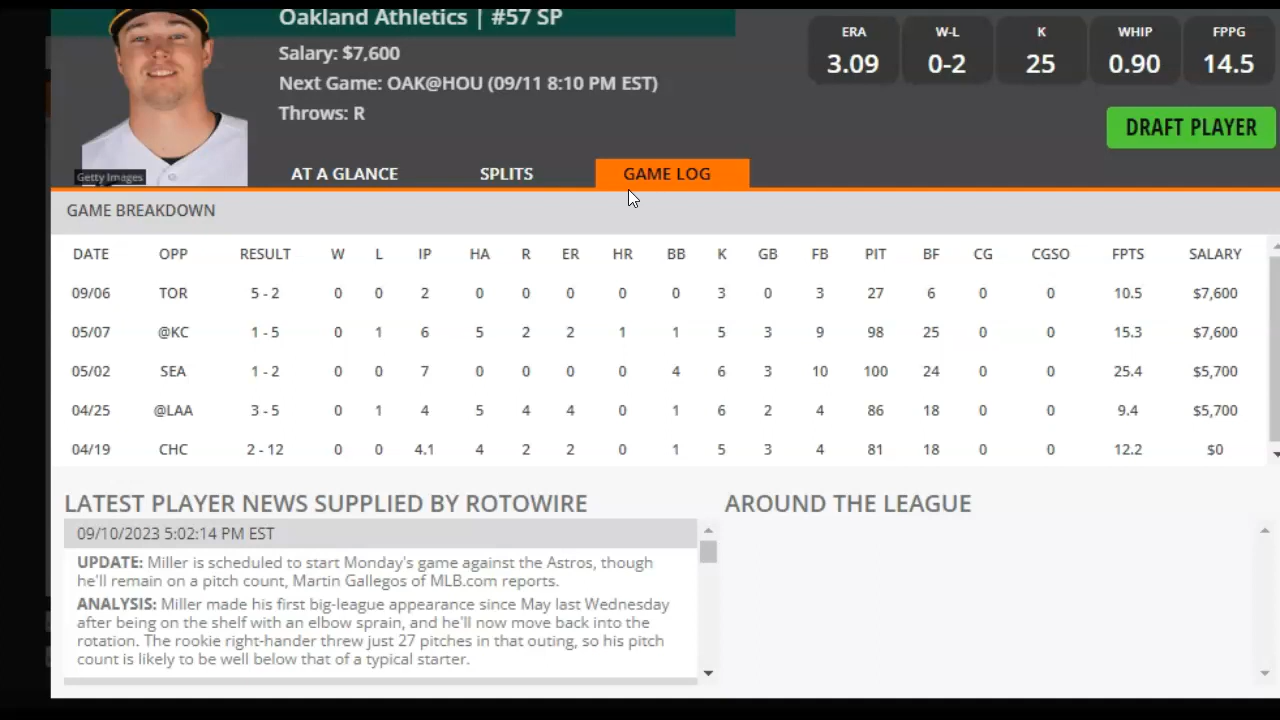 Oakland Athletics | #57 SP
Salary: $7,600
Next Game: OAK@HOU (09/11 8:10 PM EST)
Throws: R
ERA W-L K WHIP FPPG
3.09 0-2 25 0.90 14.5
DRAFT PLAYER
Getty Images
AT A GLANCE SPLITS GAME LOG
GAME BREAKDOWN
DATE OPP RESULT W L IP HA R ER HR BB K GB FB PIT BF CG CGSO FPTS SALARY
09/06 TOR 5 - 2 0 0 2 0 0 0 0 0 3 0 3 27 6 0 0 10.5 $7,600
05/07 @KC 1 - 5 0 1 6 5 2 2 1 1 5 3 9 98 25 0 0 15.3 $7,600
05/02 SEA 1 - 2 0 0 7 0 0 0 0 4 6 3 10 100 24 0 0 25.4 $5,700
04/25 @LAA 3 - 5 0 1 4 5 4 4 0 1 6 2 4 86 18 0 0 9.4 $5,700
04/19 CHC 2 - 12 0 0 4.1 4 2 2 0 1 5 3 4 81 18 0 0 12.2 $0
LATEST PLAYER NEWS SUPPLIED BY ROTOWIRE
09/10/2023 5:02:14 PM EST
UPDATE: Miller is scheduled to start Monday's game against the Astros, though
he'll remain on a pitch count, Martin Gallegos of MLB.com reports.
ANALYSIS: Miller made his first big-league appearance since May last Wednesday
after being on the shelf with an elbow sprain, and he'll now move back into the
rotation. The rookie right-hander threw just 27 pitches in that outing, so his pitch
count is likely to be well below that of a typical starter.
AROUND THE LEAGUE